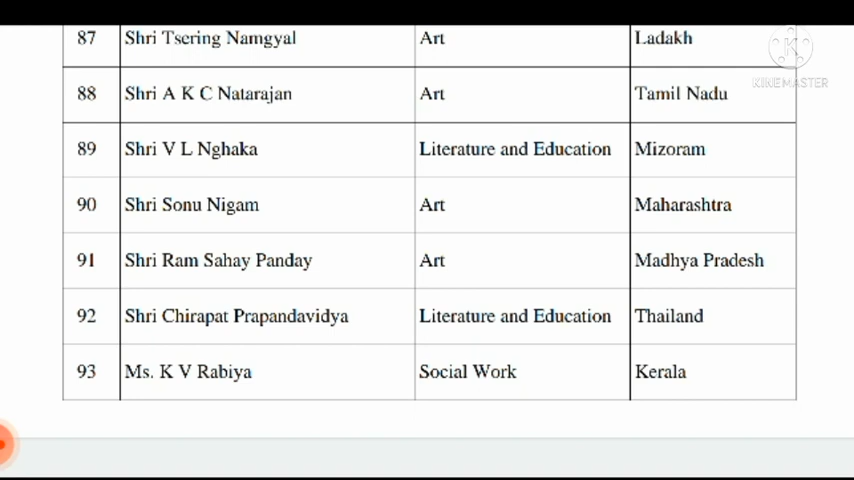 87 Shri Tsering Namgyal Art Ladakh
KINEMASTER
88 Shri A K C Natarajan Art Tamil Nadu
89 Shri V L Nghaka Literature and Education Mizoram
90 Shri Sonu Nigam Art Maharashtra
91 Shri Ram Sahay Panday Art Madhya Pradesh
92 Shri Chirapat Prapandavidya Literature and Education Thailand
93 Ms. K V Rabiya Social Work Kerala